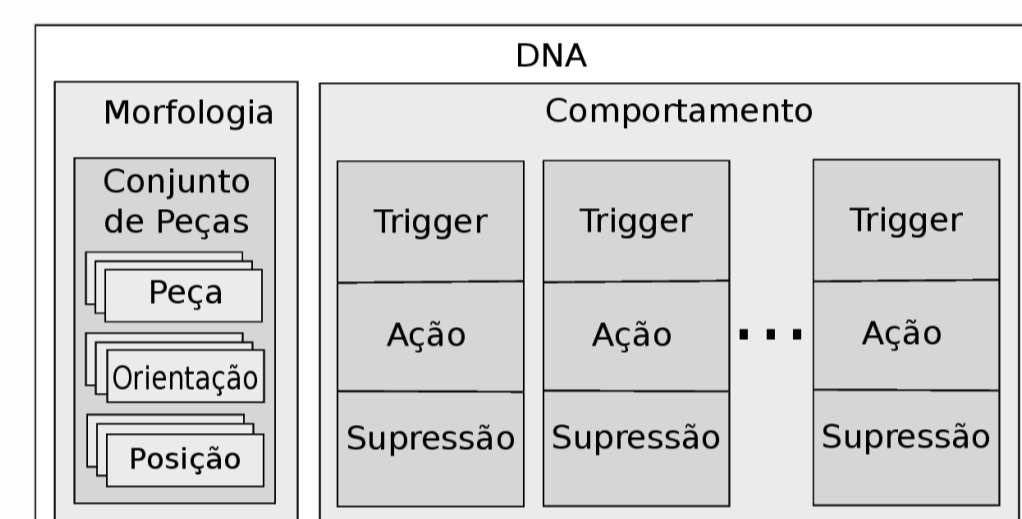 DNA
Morfologia
Conjunto
de Peças
Peça
Orientação
Posição
Comportamento
Trigger
Ação
Supressão
Trigger
Ação
Supressão
...
Trigger
Ação
Supressão